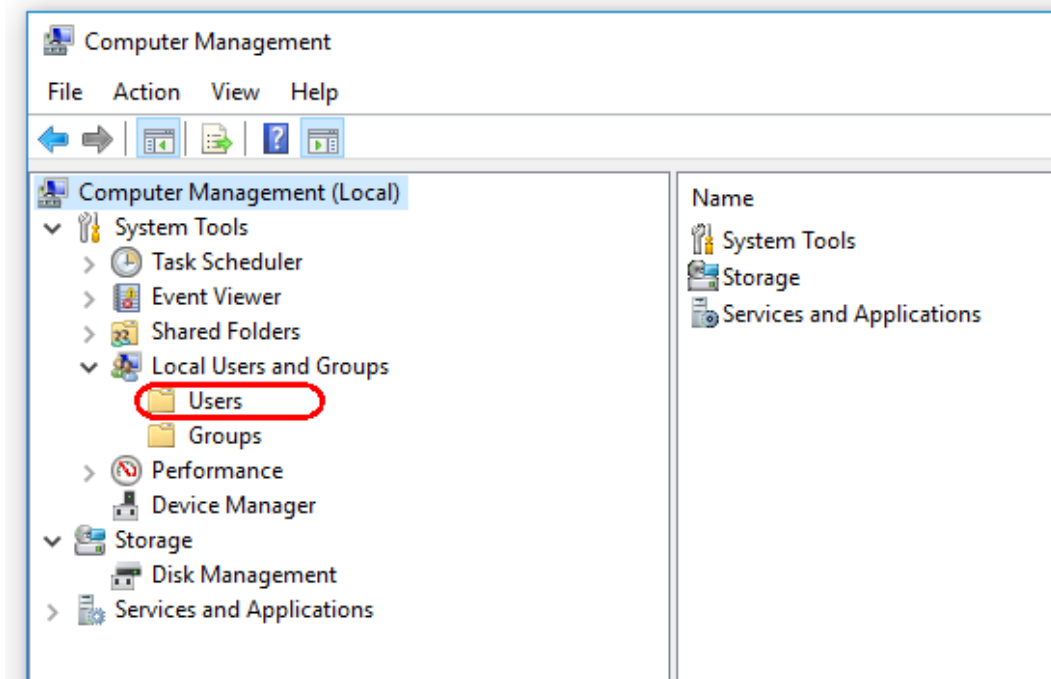 Computer Management
File Action View Help
Computer Management (Local)
System Tools
Task Scheduler
Event Viewer
Shared Folders
Local Users and Groups
Users
Groups
Performance
Device Manager
Storage
Disk Management
Services and Applications
Name
System Tools
Storage
Services and Applications